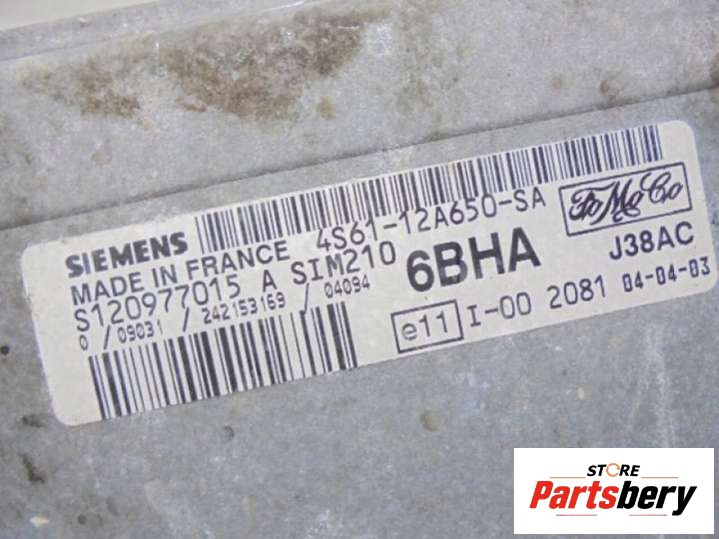 SIEMENS
MADE IN FRANCE
4S61-12A650-SA
FoMoCo
S120977015 A SIM210
6BHA
J38AC
0 / 09031 / 242153169 / 04094
e11
I-00 2081 04-04-03
STORE
Partsbery